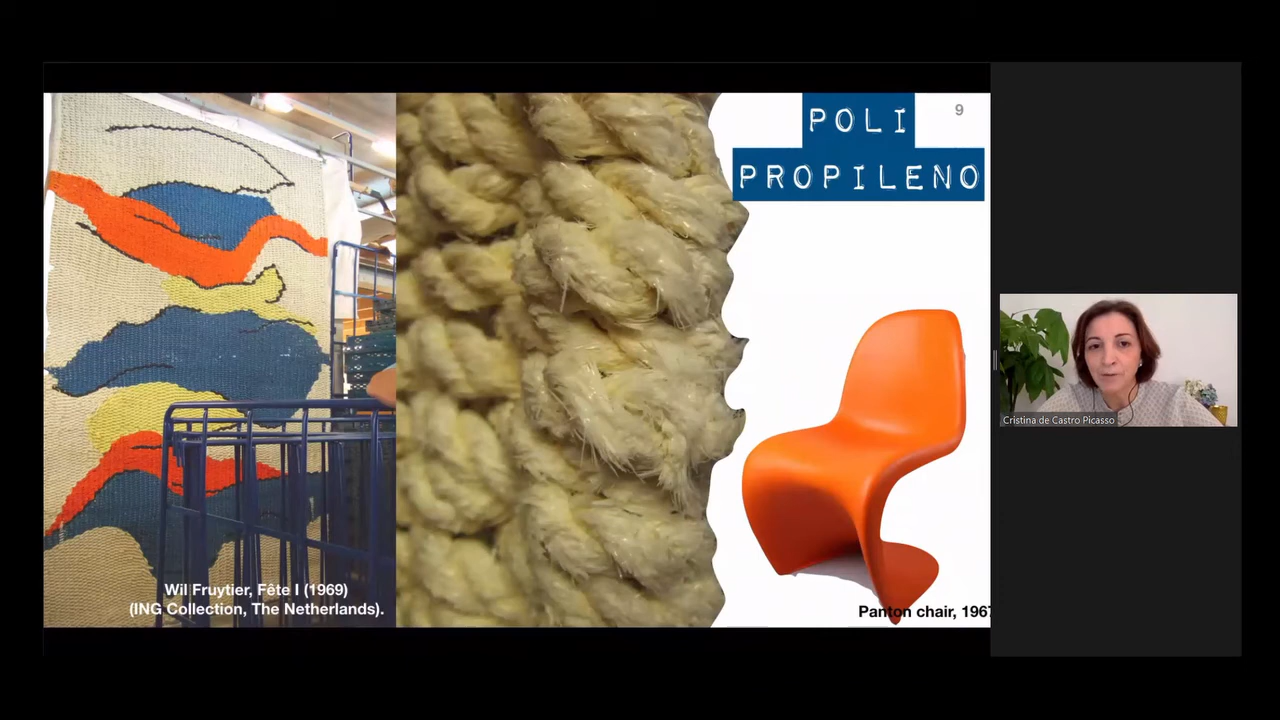 9
POLI
PROPILENO
Wil Fruytier, Fête I (1969)
(ING Collection, The Netherlands).
Panton chair, 1967
Cristina de Castro Picasso